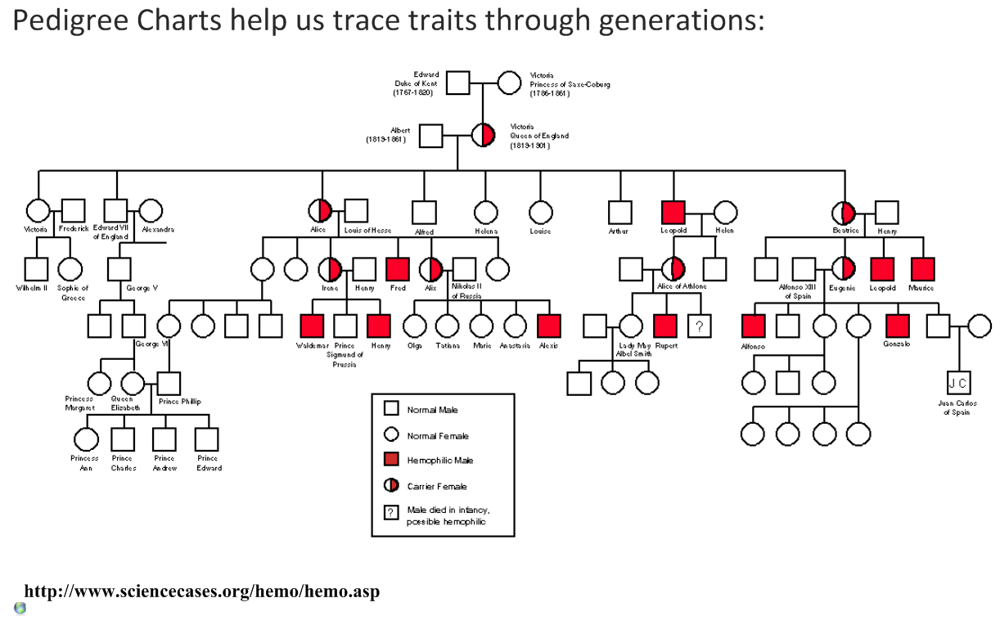 Pedigree Charts help us trace traits through generations:
Edward
Duke of Kent
(1767-1820)
Victoria
Princess of Saxe-Coburg
(1786-1861)
Albert
(1819-1861)
Victoria
Queen of England
(1819-1901)
Victoria
Frederick
Edward VII
of England
Alexandra
Alice
Louis of Hesse
Alfred
Helena
Louise
Arthur
Leopold
Helen
Beatrice
Henry
Wilhelm II
Sophie of
Greece
George V
Irene
Henry
Fred
Alix
Nikolas II
of Russia
Alice of Athlone
Alfonso XIII
of Spain
Eugenie
Leopold
Maurice
George VI
Waldemar
Prince
Sigmund of
Prussia
Henry
Olga
Tatiana
Marie
Anastasia
Alexis
Lady May
Abel Smith
Rupert
?
Alfonso
Gonzalo
Princess
Margaret
Queen
Elizabeth
Prince Phillip
J C
Juan Carlos
of Spain
Princess
Ann
Prince
Charles
Prince
Andrew
Prince
Edward
Normal Male
Normal Female
Hemophilic Male
Carrier Female
?
Male died in infancy,
possible hemophilic
http://www.sciencecases.org/hemo/hemo.asp